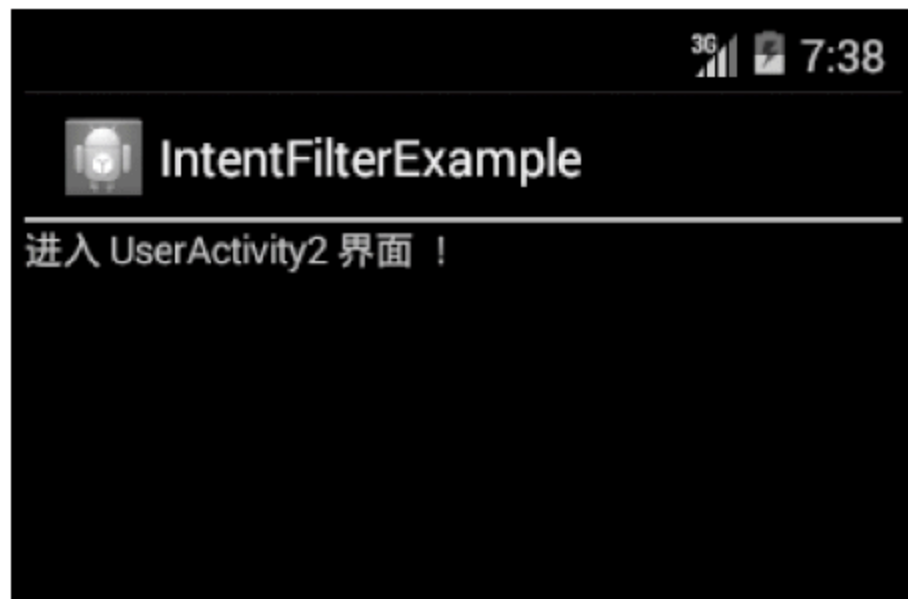 3G 7:38
IntentFilterExample
进入 UserActivity2 界面 ！